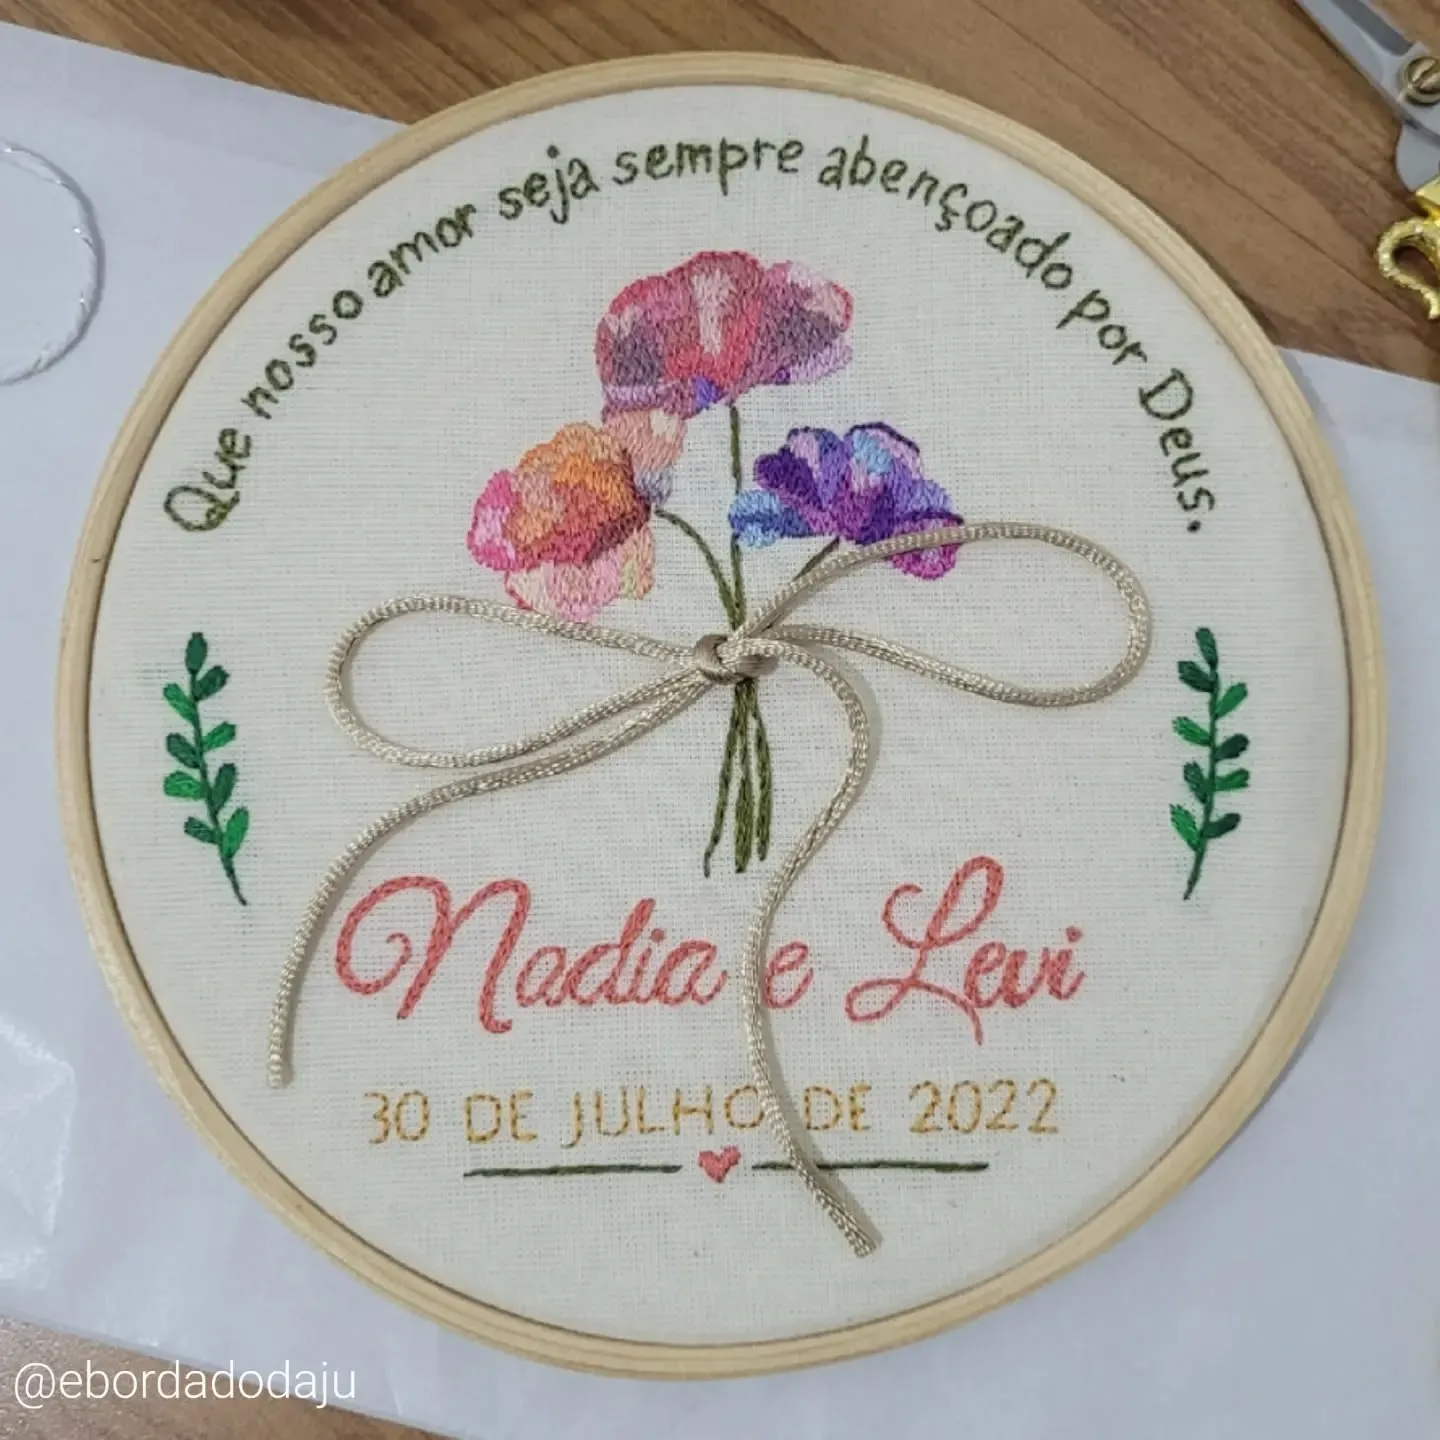 Que nosso amor seja sempre abençoado por Deus.
Nadia e Levi
30 DE JULHO DE 2022
@ebordadodaju